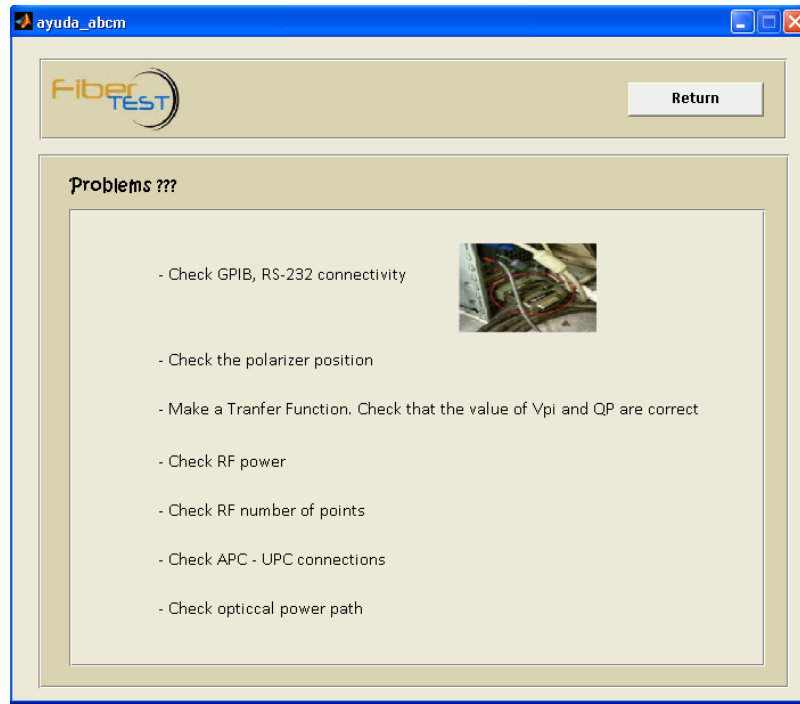 ayuda_abcm
Fiber
TEST
Return
Problems ???
- Check GPIB, RS-232 connectivity
- Check the polarizer position
- Make a Tranfer Function. Check that the value of Vpi and QP are correct
- Check RF power
- Check RF number of points
- Check APC - UPC connections
- Check opticcal power path